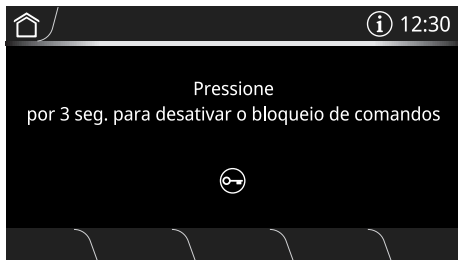 12:30
Pressione
por 3 seg. para desativar o bloqueio de comandos